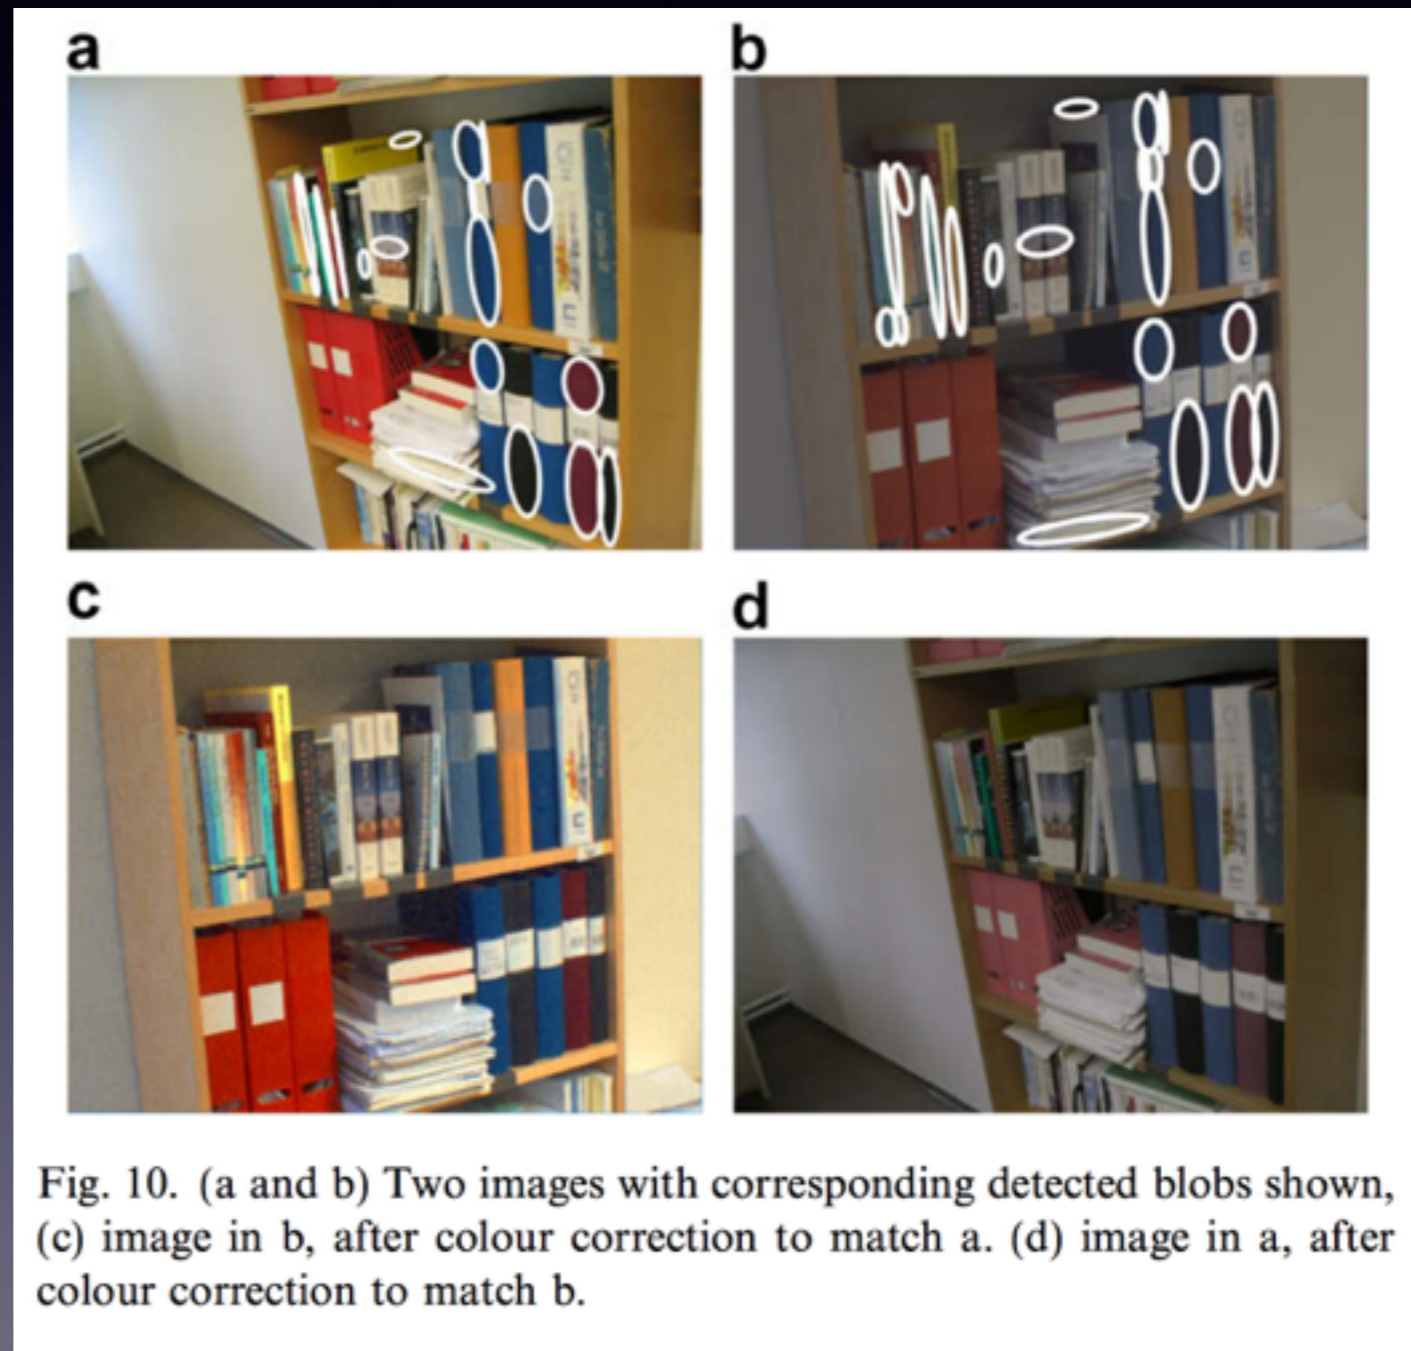 a
b
c
d
Fig. 10. (a and b) Two images with corresponding detected blobs shown,
(c) image in b, after colour correction to match a. (d) image in a, after
colour correction to match b.